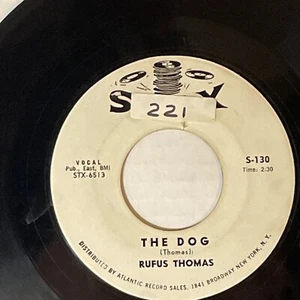 S X
221
VOCAL
Pub., East, BMI
STX-6513
S-130
Time: 2:30
THE DOG
(Thomas)
RUFUS THOMAS
DISTRIBUTED BY ATLANTIC RECORD SALES, 1841 BROADWAY NEW YORK, N.Y.